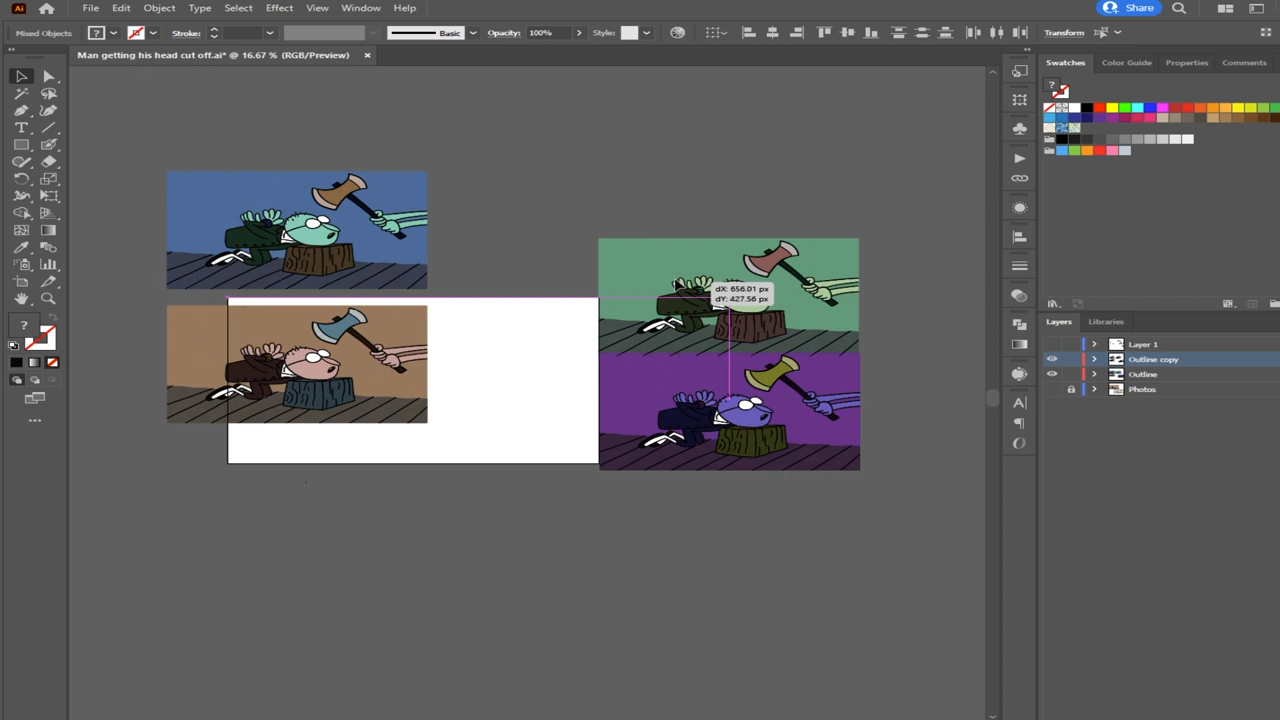 Ai File Edit Object Type Select Effect View Window Help Share
Mixed Objects ? Stroke: Basic Opacity: 100% Style: Transform
Man getting his head cut off.ai* @ 16.67 % (RGB/Preview)
Swatches Color Guide Properties Comments
?
dX: 656.01 px
dY: 427.56 px
?
Layers Libraries
Layer 1
Outline copy
Outline
Photos